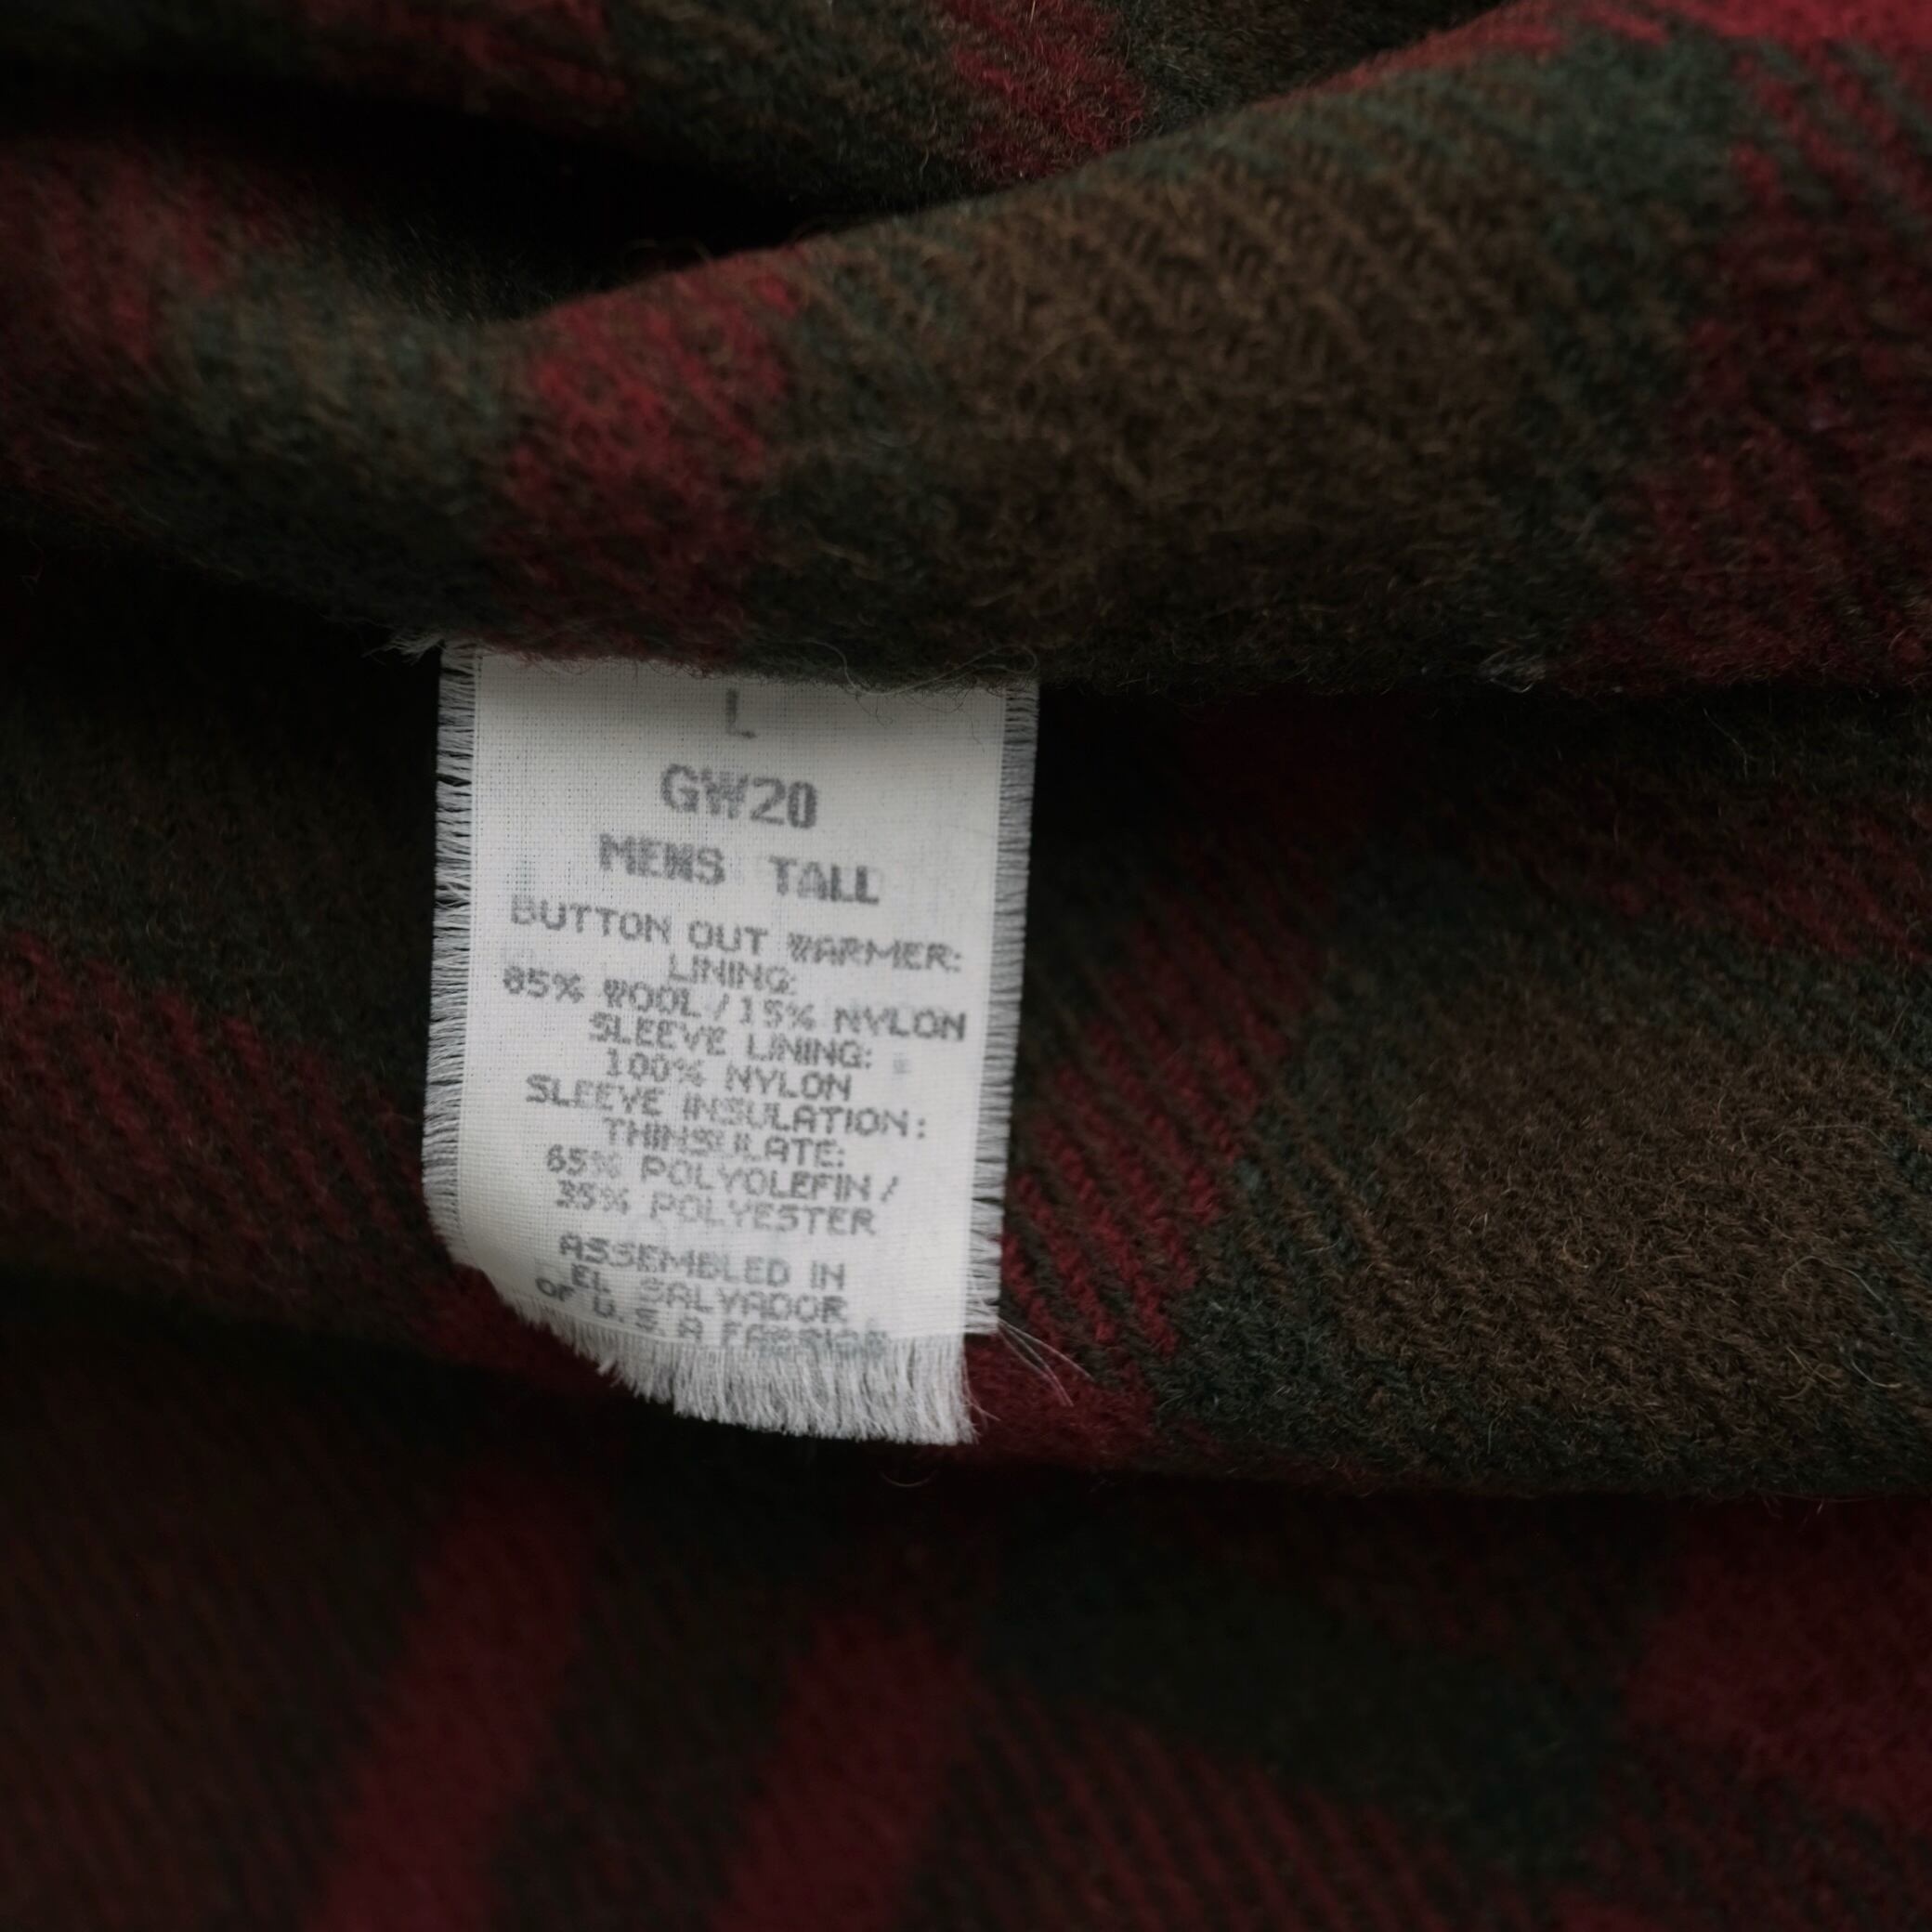 L
GW20
MENS TALL
BUTTON OUT WARMER:
LINING:
85% WOOL/15% NYLON
SLEEVE LINING:
100% NYLON
SLEEVE INSULATION:
THINSULATE:
65% POLYOLEFIN/
35% POLYESTER
ASSEMBLED IN
EL SALVADOR
OF U.S.A FABRICS